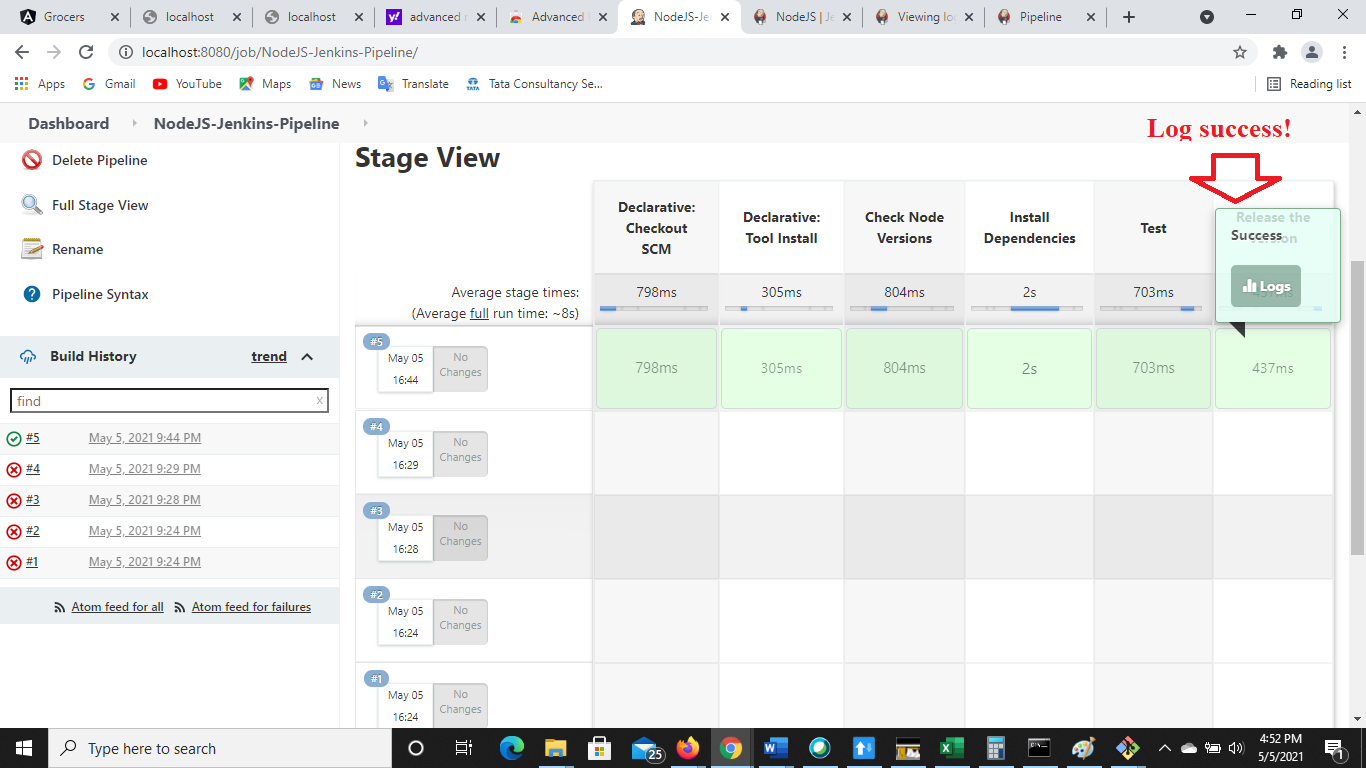 Grocers
localhost
localhost
advanced r
Advanced
NodeJS-Je
NodeJS | Je
Viewing lo
Pipeline
localhost:8080/job/NodeJS-Jenkins-Pipeline/
Apps
Gmail
YouTube
Maps
News
Translate
TATA
Tata Consultancy Se...
Reading list
Dashboard
NodeJS-Jenkins-Pipeline
Log success!
Delete Pipeline
Full Stage View
Rename
Pipeline Syntax
Build History
trend
find
x
#5
May 5, 2021 9:44 PM
#4
May 5, 2021 9:29 PM
#3
May 5, 2021 9:28 PM
#2
May 5, 2021 9:24 PM
#1
May 5, 2021 9:24 PM
Atom feed for all
Atom feed for failures
Stage View
Declarative:
Checkout
SCM
Declarative:
Tool Install
Check Node
Versions
Install
Dependencies
Test
Release the
Version
Success
Logs
Average stage times:
(Average full run time: ~8s)
798ms
305ms
804ms
2s
703ms
437ms
#5
May 05
16:44
No
Changes
798ms
305ms
804ms
2s
703ms
437ms
#4
May 05
16:29
No
Changes
#3
May 05
16:28
No
Changes
#2
May 05
16:24
No
Changes
#1
May 05
16:24
No
Changes
Type here to search
25
4:52 PM
5/5/2021
1